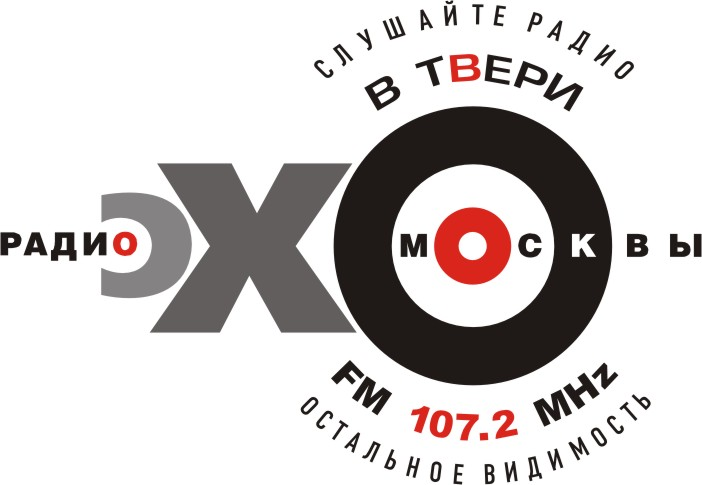 СЛУШАЙТЕ РАДИО
В ТВЕРИ
ЭХО
РАДИО МОСКВЫ
FM 107.2 MHz
ОСТАЛЬНОЕ ВИДИМОСТЬ